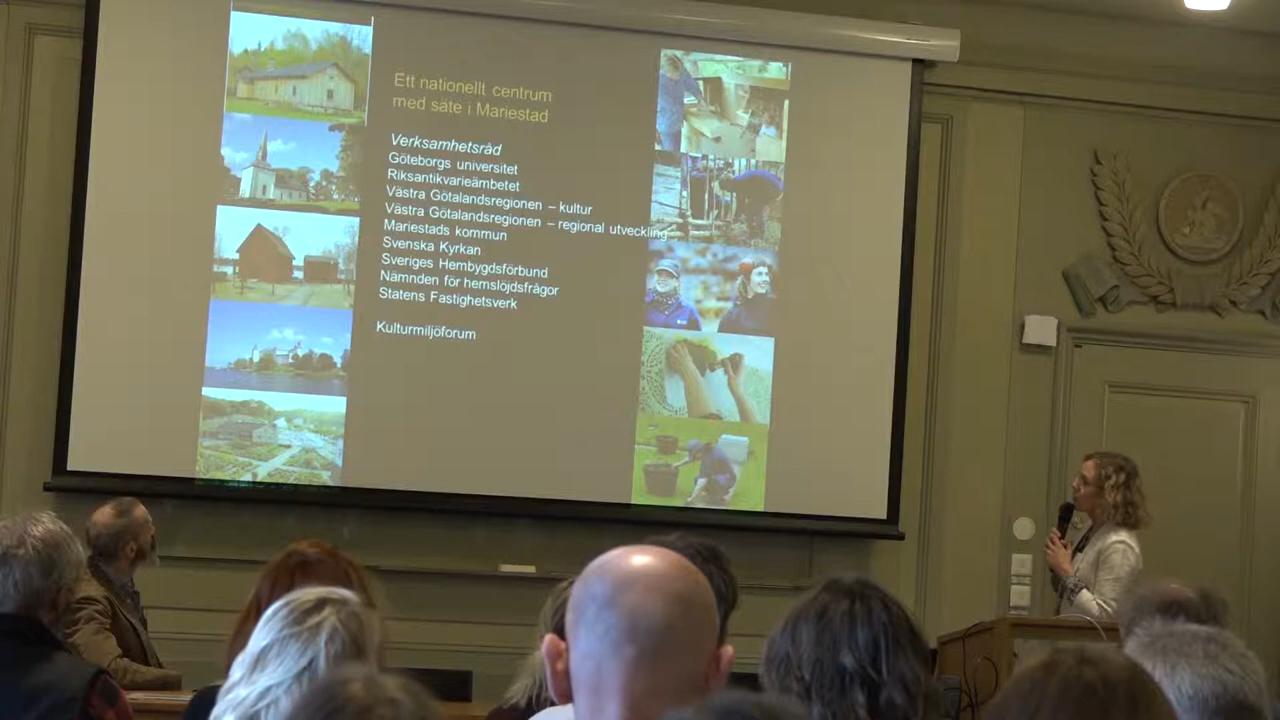 Ett nationellt centrum
med säte i Mariestad
Verksamhetsråd
Göteborgs universitet
Riksantikvarieämbetet
Västra Götalandsregionen – kultur
Västra Götalandsregionen – regional utveckling
Mariestads kommun
Svenska Kyrkan
Sveriges Hembygdsförbund
Nämnden för hemslöjdsfrågor
Statens Fastighetsverk
Kulturmiljöforum